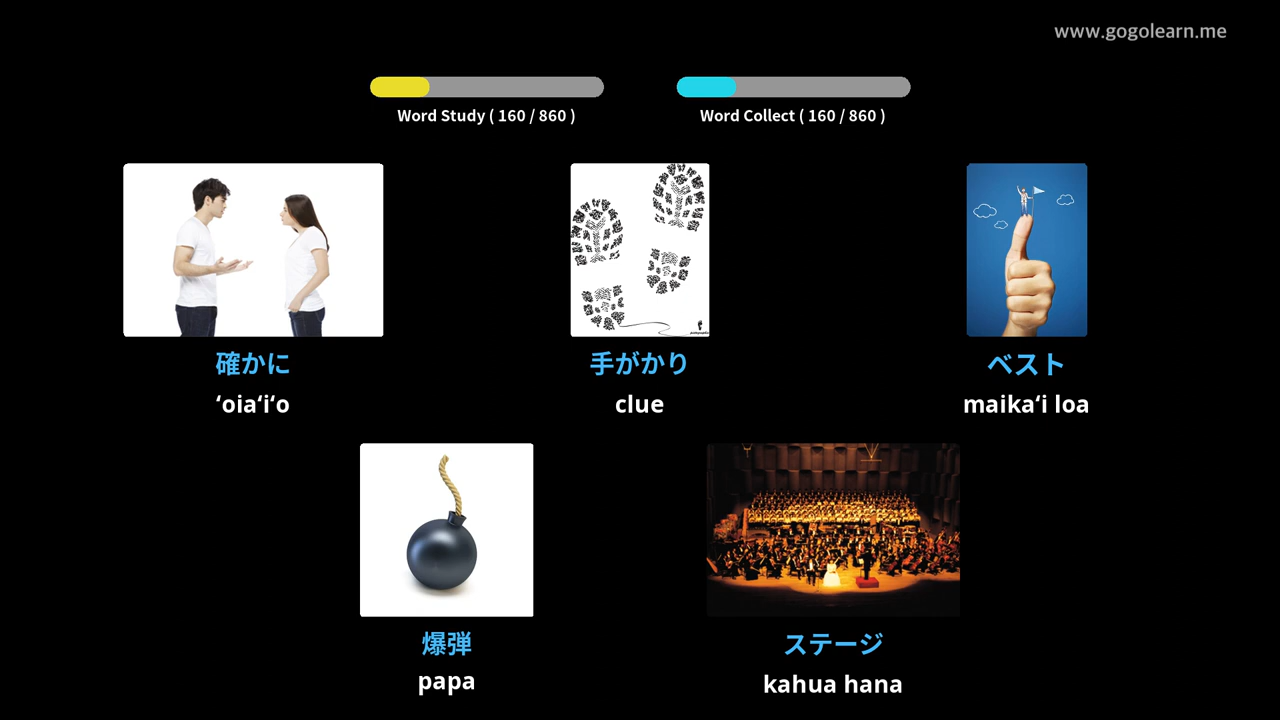 www.gogolearn.me
Word Study ( 160 / 860 )
Word Collect ( 160 / 860 )
確かに
ʻoiaʻiʻo
手がかり
clue
ベスト
maikaʻi loa
爆弾
papa
ステージ
kahua hana